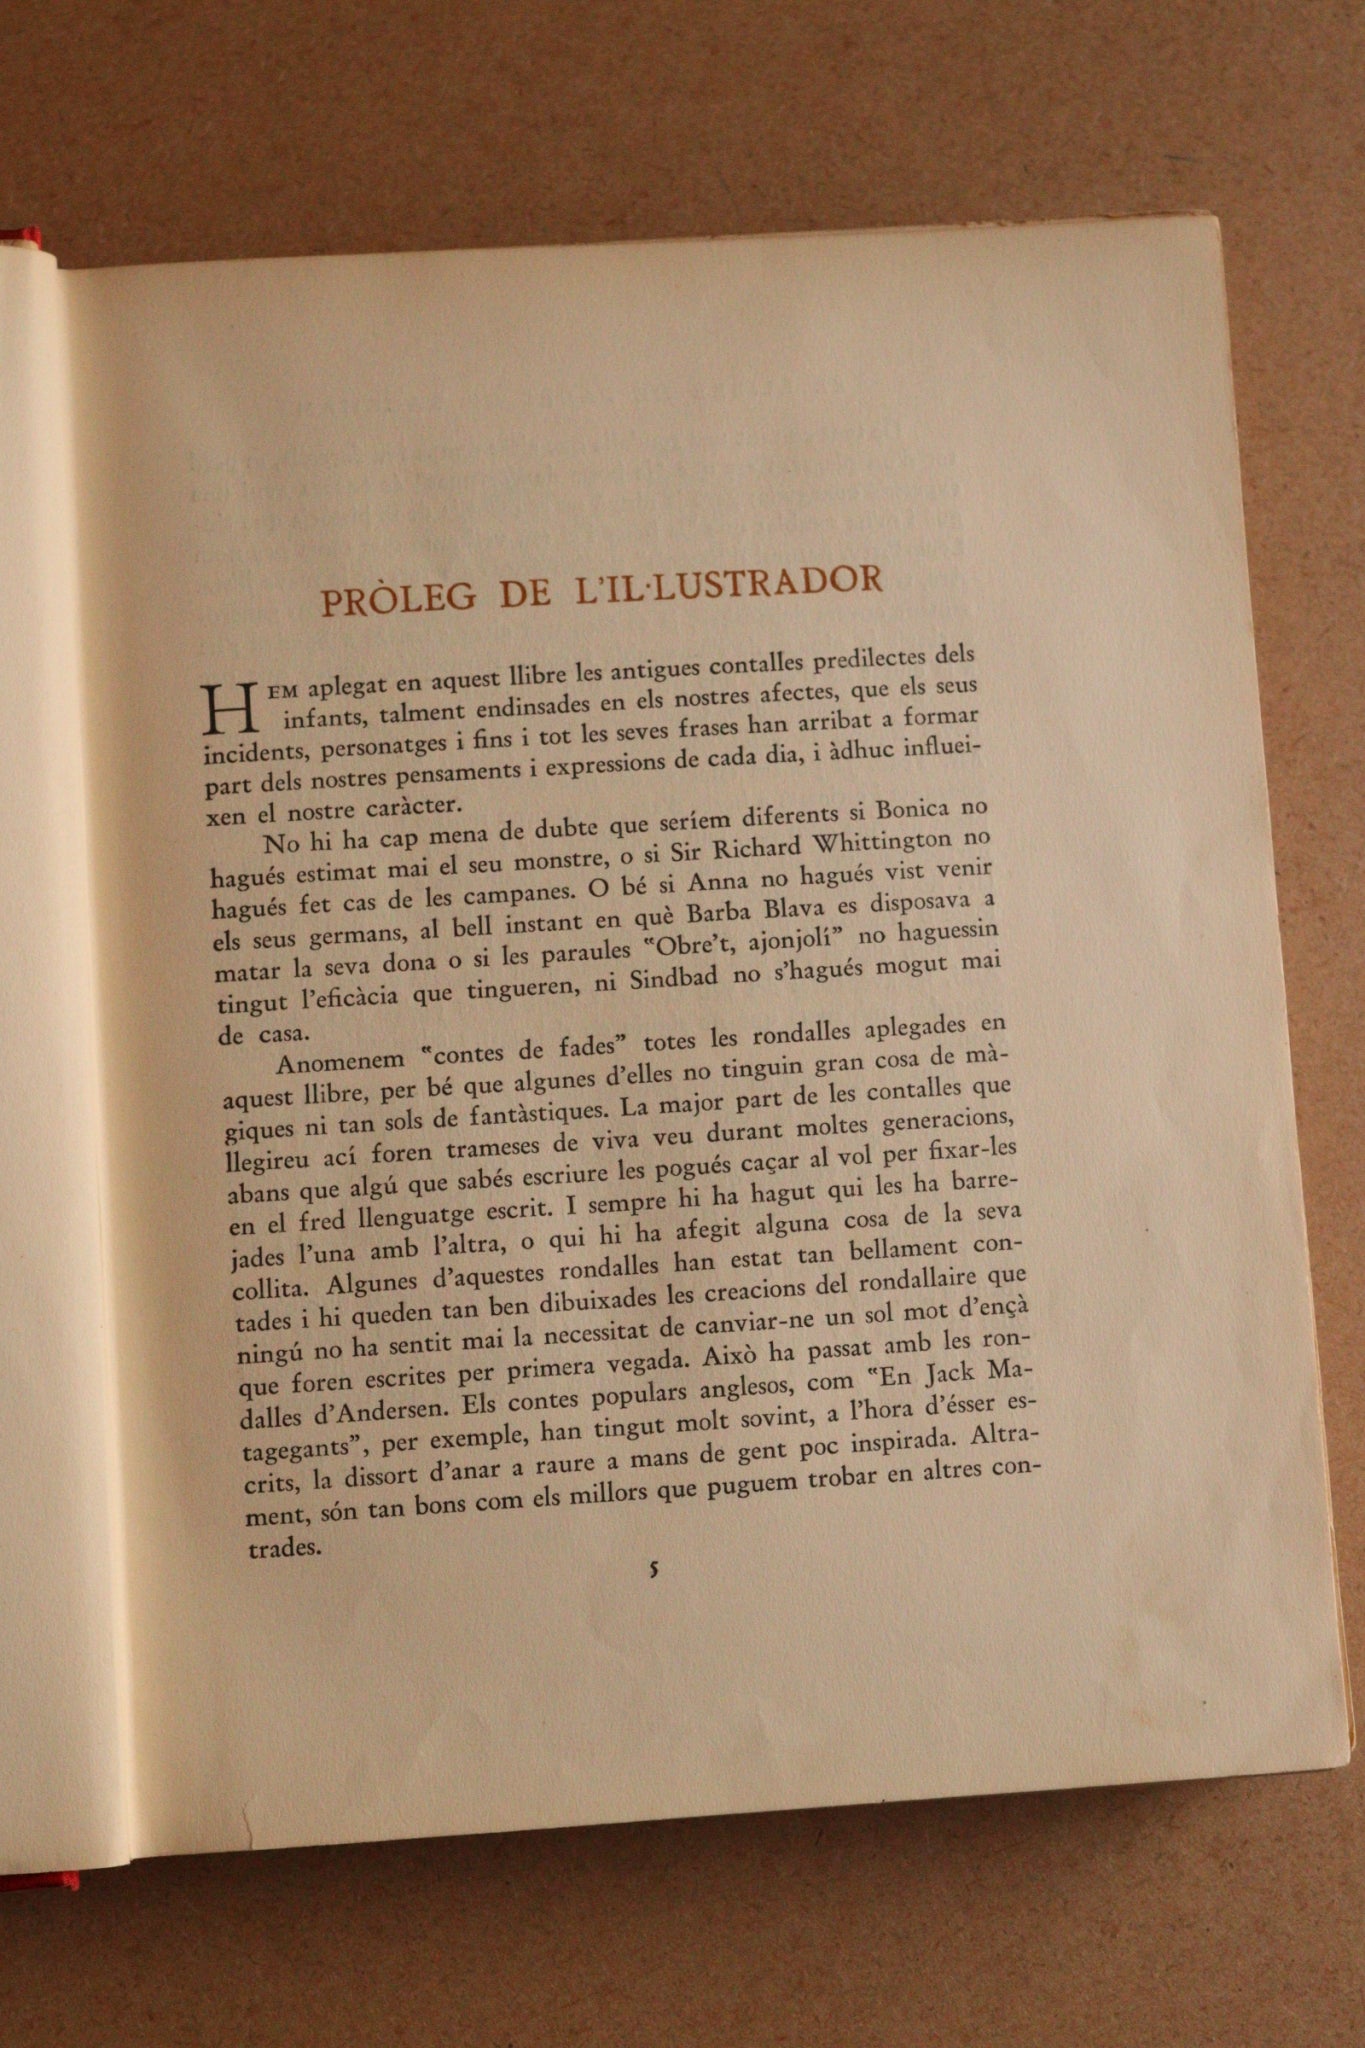 PRÒLEG DE L'IL·LUSTRADOR
HEM aplegat en aquest llibre les antigues contalles predilectes dels
infants, talment endinsades en els nostres afectes, que els seus
incidents, personatges i fins i tot les seves frases han arribat a formar
part dels nostres pensaments i expressions de cada dia, i àdhuc influei-
xen el nostre caràcter.
No hi ha cap mena de dubte que seríem diferents si Bonica no
hagués estimat mai el seu monstre, o si Sir Richard Whittington no
hagués fet cas de les campanes. O bé si Anna no hagués vist venir
els seus germans, al bell instant en què Barba Blava es disposava a
matar la seva dona o si les paraules "Obre't, ajonjolí" no haguessin
tingut l'eficàcia que tingueren, ni Sindbad no s'hagués mogut mai
de casa.
Anomenem "contes de fades" totes les rondalles aplegades en
aquest llibre, per bé que algunes d'elles no tinguin gran cosa de mà-
giques ni tan sols de fantàstiques. La major part de les contalles que
llegireu ací foren trameses de viva veu durant moltes generacions,
abans que algú que sabés escriure les pogués caçar al vol per fixar-les
en el fred llenguatge escrit. I sempre hi ha hagut qui les ha barre-
jades l'una amb l'altra, o qui hi ha afegit alguna cosa de la seva
collita. Algunes d'aquestes rondalles han estat tan bellament con-
tades i hi queden tan ben dibuixades les creacions del rondallaire que
ningú no ha sentit mai la necessitat de canviar-ne un sol mot d'ençà
que foren escrites per primera vegada. Això ha passat amb les ron-
dalles d'Andersen. Els contes populars anglesos, com "En Jack Ma-
tagegants", per exemple, han tingut molt sovint, a l'hora d'ésser es-
crits, la dissort d'anar a raure a mans de gent poc inspirada. Altra-
ment, són tan bons com els millors que puguem trobar en altres con-
trades.
5